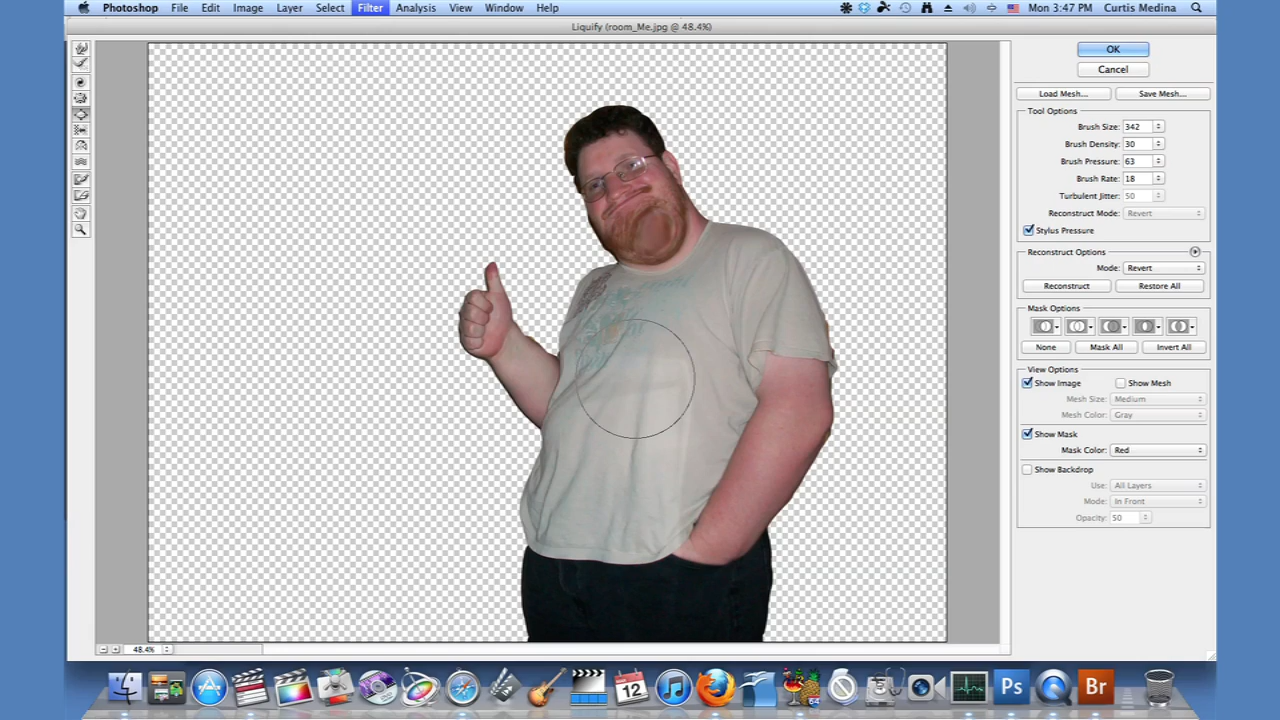 Photoshop File Edit Image Layer Select Filter Analysis View Window Help Mon 3:47 PM Curtis Medina
Liquify (room_Me.jpg @ 48.4%)
OK
Cancel
Load Mesh... Save Mesh...
Tool Options
Brush Size: 342
Brush Density: 30
Brush Pressure: 63
Brush Rate: 18
Turbulent Jitter: 50
Reconstruct Mode: Revert
Stylus Pressure
Reconstruct Options
Mode: Revert
Reconstruct Restore All
Mask Options
None Mask All Invert All
View Options
Show Image Show Mesh
Mesh Size: Medium
Mesh Color: Gray
Show Mask
Mask Color: Red
Show Backdrop
Use: All Layers
Mode: In Front
Opacity: 50
48.4%
12
64
Ps Br